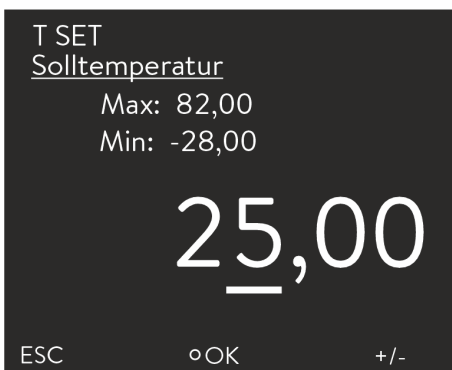 T SET
Solltemperatur
Max: 82,00
Min: -28,00
25,00
ESC OK +/-